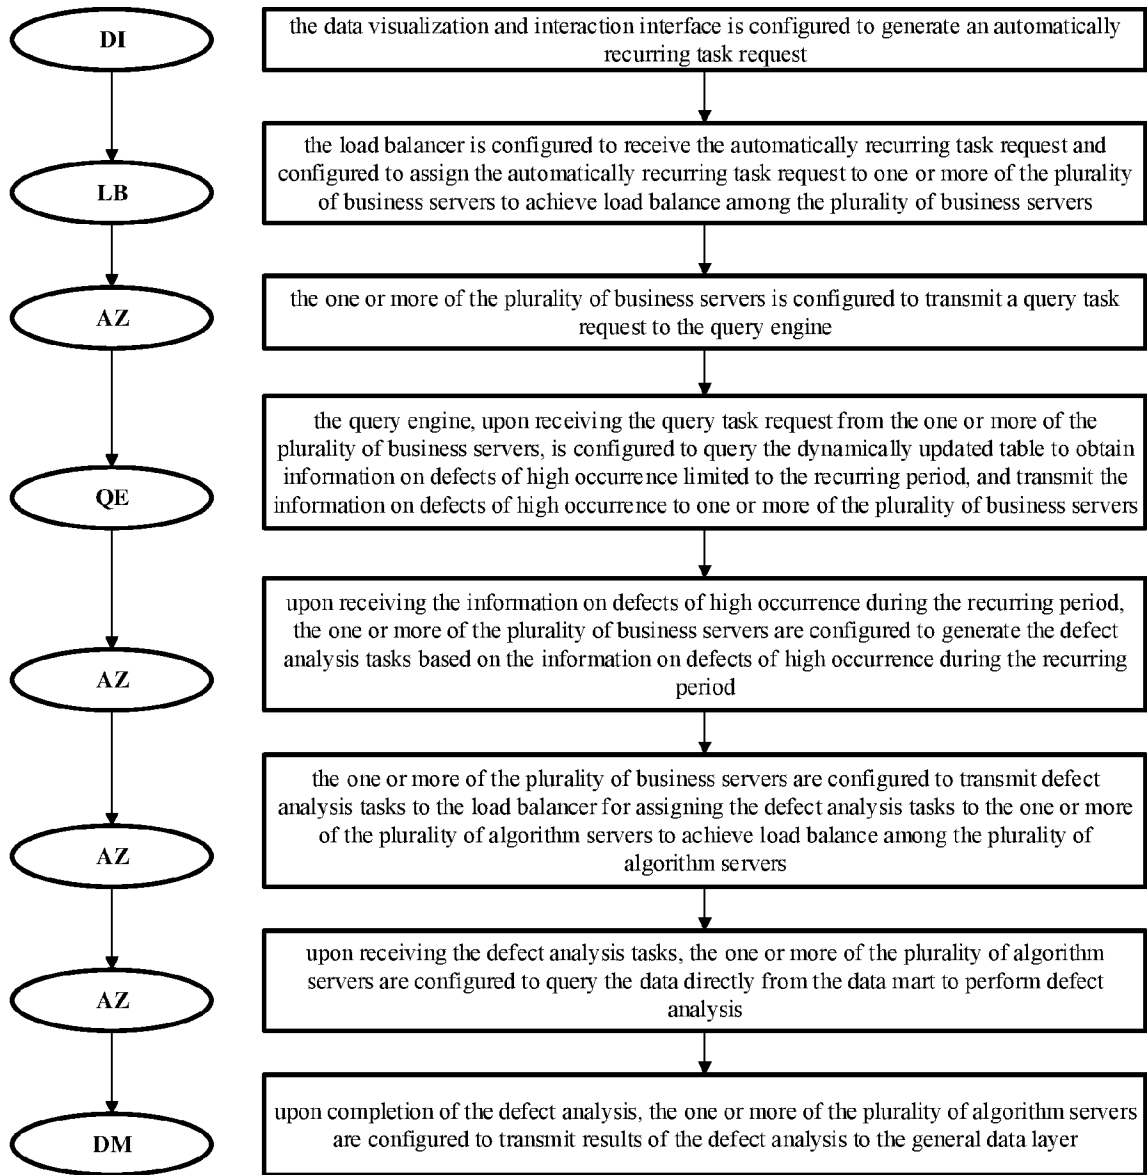 DI
the data visualization and interaction interface is configured to generate an automatically
recurring task request
LB
the load balancer is configured to receive the automatically recurring task request and
configured to assign the automatically recurring task request to one or more of the plurality
of business servers to achieve load balance among the plurality of business servers
AZ
the one or more of the plurality of business servers is configured to transmit a query task
request to the query engine
QE
the query engine, upon receiving the query task request from the one or more of the
plurality of business servers, is configured to query the dynamically updated table to obtain
information on defects of high occurrence limited to the recurring period, and transmit the
information on defects of high occurrence to one or more of the plurality of business servers
AZ
upon receiving the information on defects of high occurrence during the recurring period,
the one or more of the plurality of business servers are configured to generate the defect
analysis tasks based on the information on defects of high occurrence during the recurring
period
AZ
the one or more of the plurality of business servers are configured to transmit defect
analysis tasks to the load balancer for assigning the defect analysis tasks to the one or more
of the plurality of algorithm servers to achieve load balance among the plurality of
algorithm servers
AZ
upon receiving the defect analysis tasks, the one or more of the plurality of algorithm
servers are configured to query the data directly from the data mart to perform defect
analysis
DM
upon completion of the defect analysis, the one or more of the plurality of algorithm servers
are configured to transmit results of the defect analysis to the general data layer